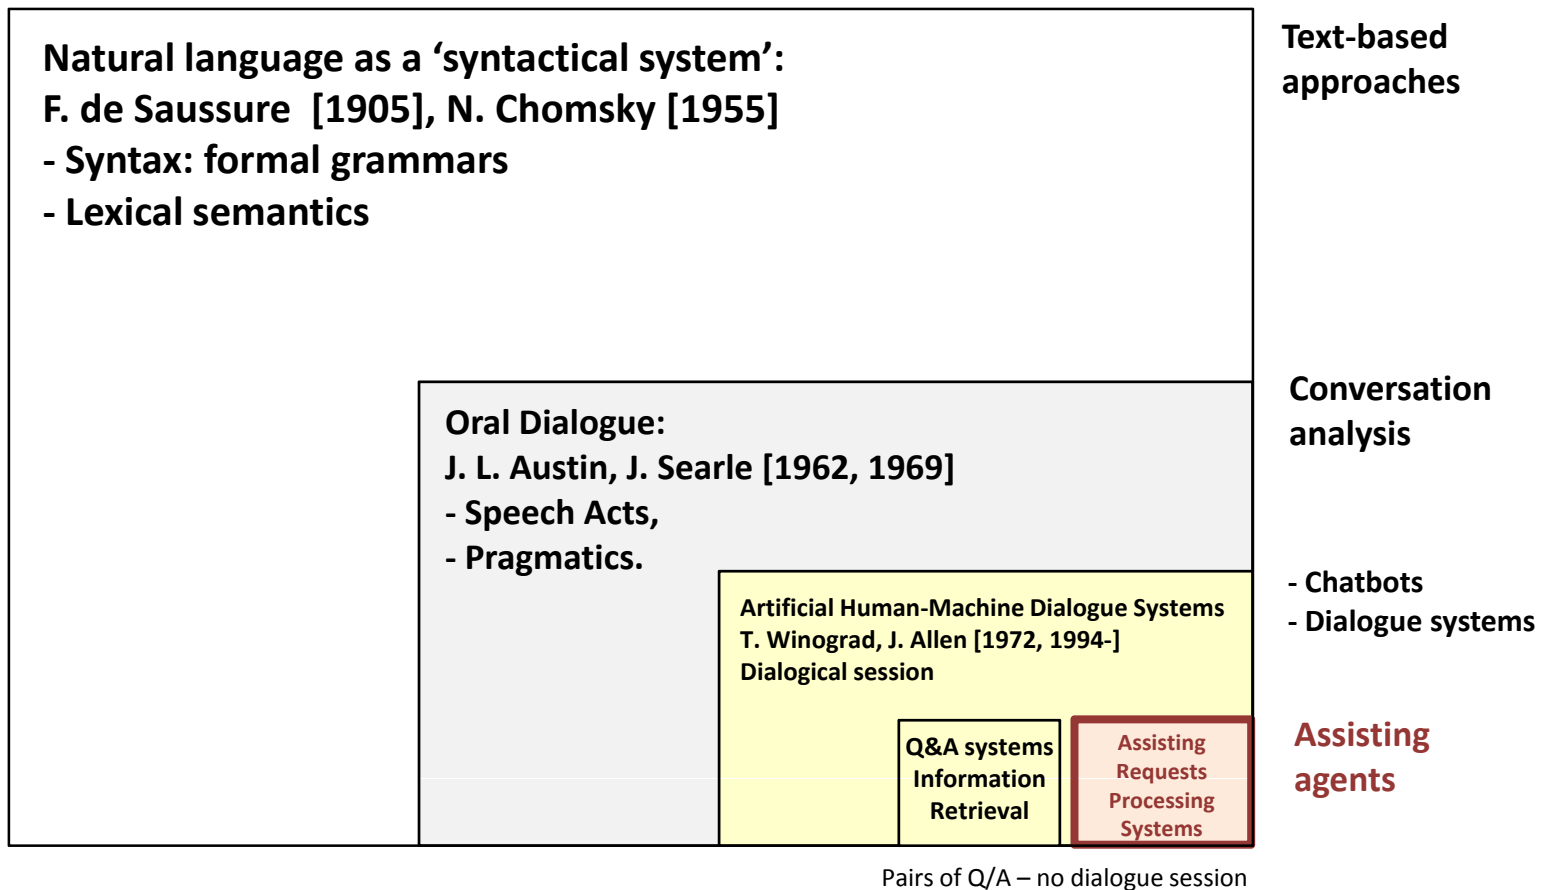 Natural language as a ‘syntactical system’:
F. de Saussure [1905], N. Chomsky [1955]
- Syntax: formal grammars
- Lexical semantics
Text-based
approaches
Oral Dialogue:
J. L. Austin, J. Searle [1962, 1969]
- Speech Acts,
- Pragmatics.
Conversation
analysis
Artificial Human-Machine Dialogue Systems
T. Winograd, J. Allen [1972, 1994-]
Dialogical session
- Chatbots
- Dialogue systems
Q&A systems
Information
Retrieval
Assisting
Requests
Processing
Systems
Assisting
agents
Pairs of Q/A – no dialogue session